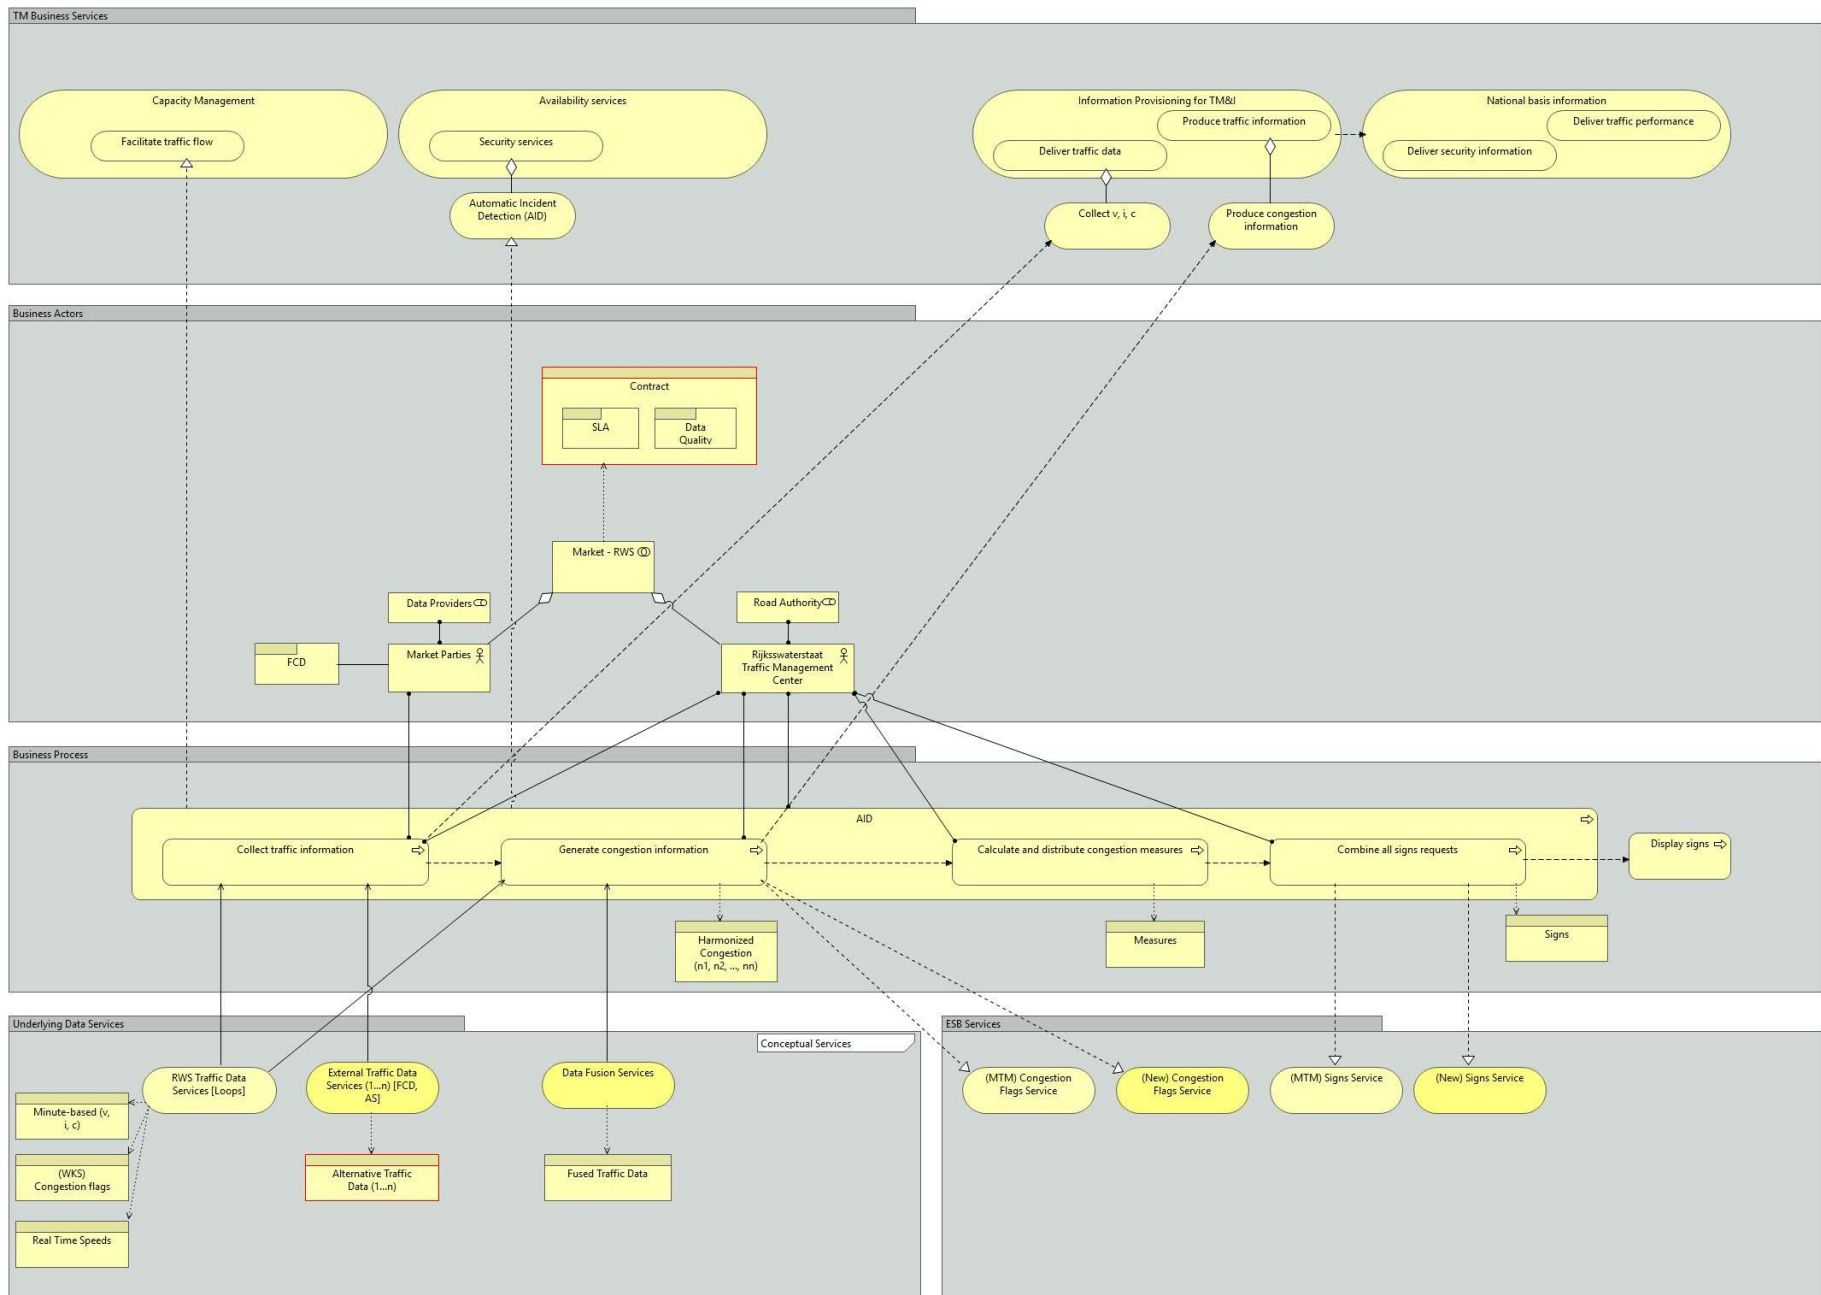 TM Business Services
Capacity Management
Facilitate traffic flow
Availability services
Security services
Automatic Incident
Detection (AID)
Information Provisioning for TM&I
Produce traffic information
Deliver traffic data
Collect v, i, c
Produce congestion
information
National basis information
Deliver traffic performance
Deliver security information
Business Actors
Contract
SLA
Data
Quality
Market - RWS
Data Providers
Road Authority
FCD
Market Parties
Rijksswaterstaat
Traffic Management
Center
Business Process
AID
Collect traffic information
Generate congestion information
Calculate and distribute congestion measures
Combine all signs requests
Display signs
Harmonized
Congestion
(n1, n2, ..., nn)
Measures
Signs
Underlying Data Services
Conceptual Services
RWS Traffic Data
Services [Loops]
External Traffic Data
Services (1...n) [FCD,
AS]
Data Fusion Services
Minute-based (v,
i, c)
(WKS)
Congestion flags
Real Time Speeds
Alternative Traffic
Data (1...n)
Fused Traffic Data
ESB Services
(MTM) Congestion
Flags Service
(New) Congestion
Flags Service
(MTM) Signs Service
(New) Signs Service